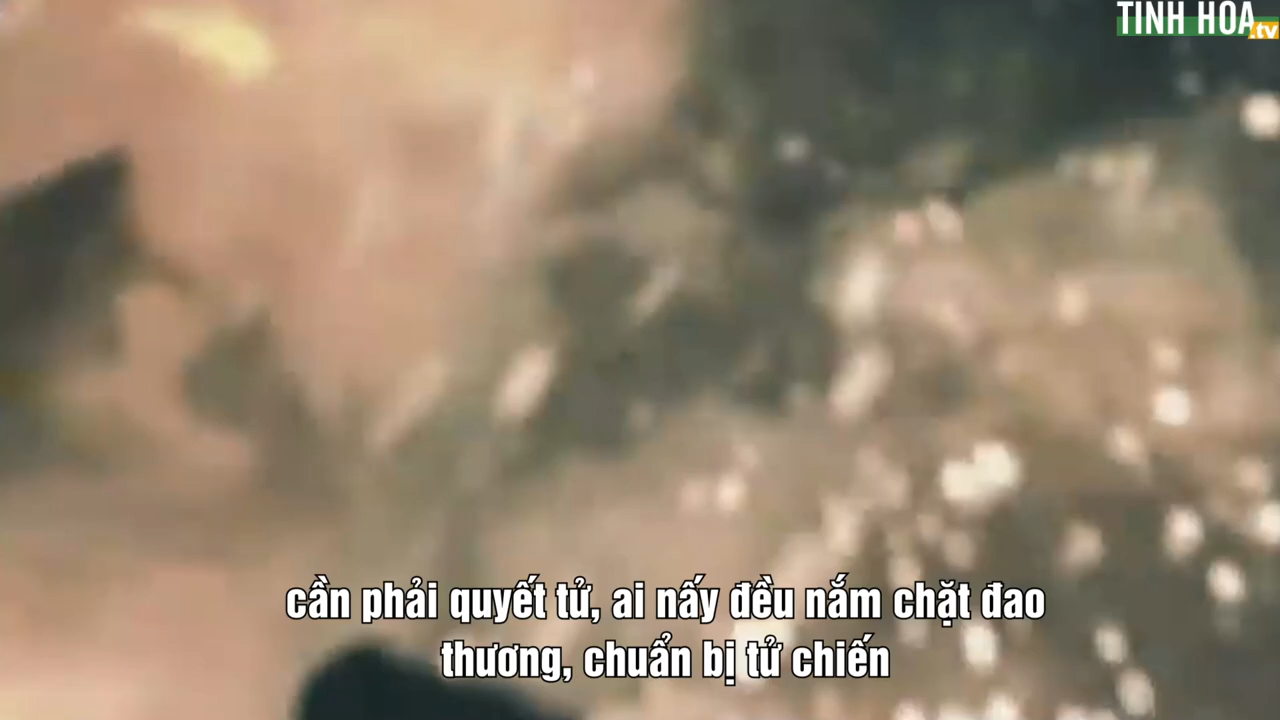 TINH HOA
.tv
cần phải quyết tử, ai nấy đều nắm chặt đao
thương, chuẩn bị tử chiến